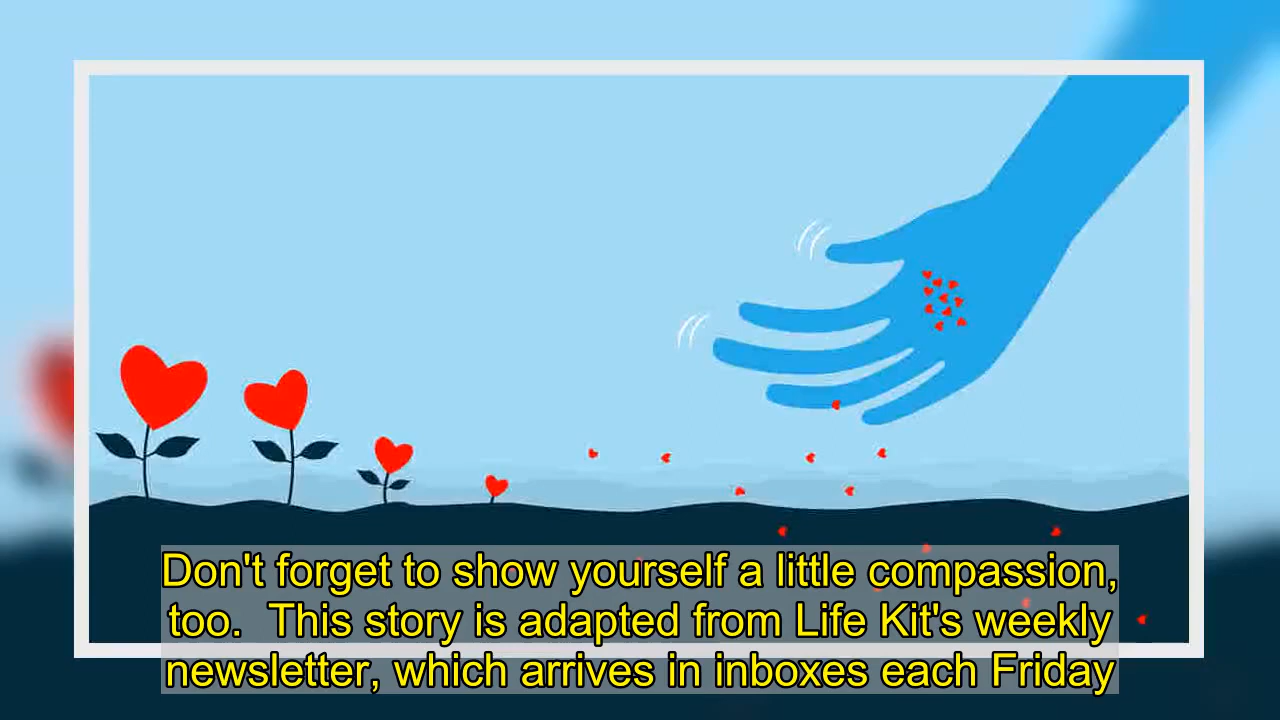 Don't forget to show yourself a little compassion,
too.  This story is adapted from Life Kit's weekly
newsletter, which arrives in inboxes each Friday